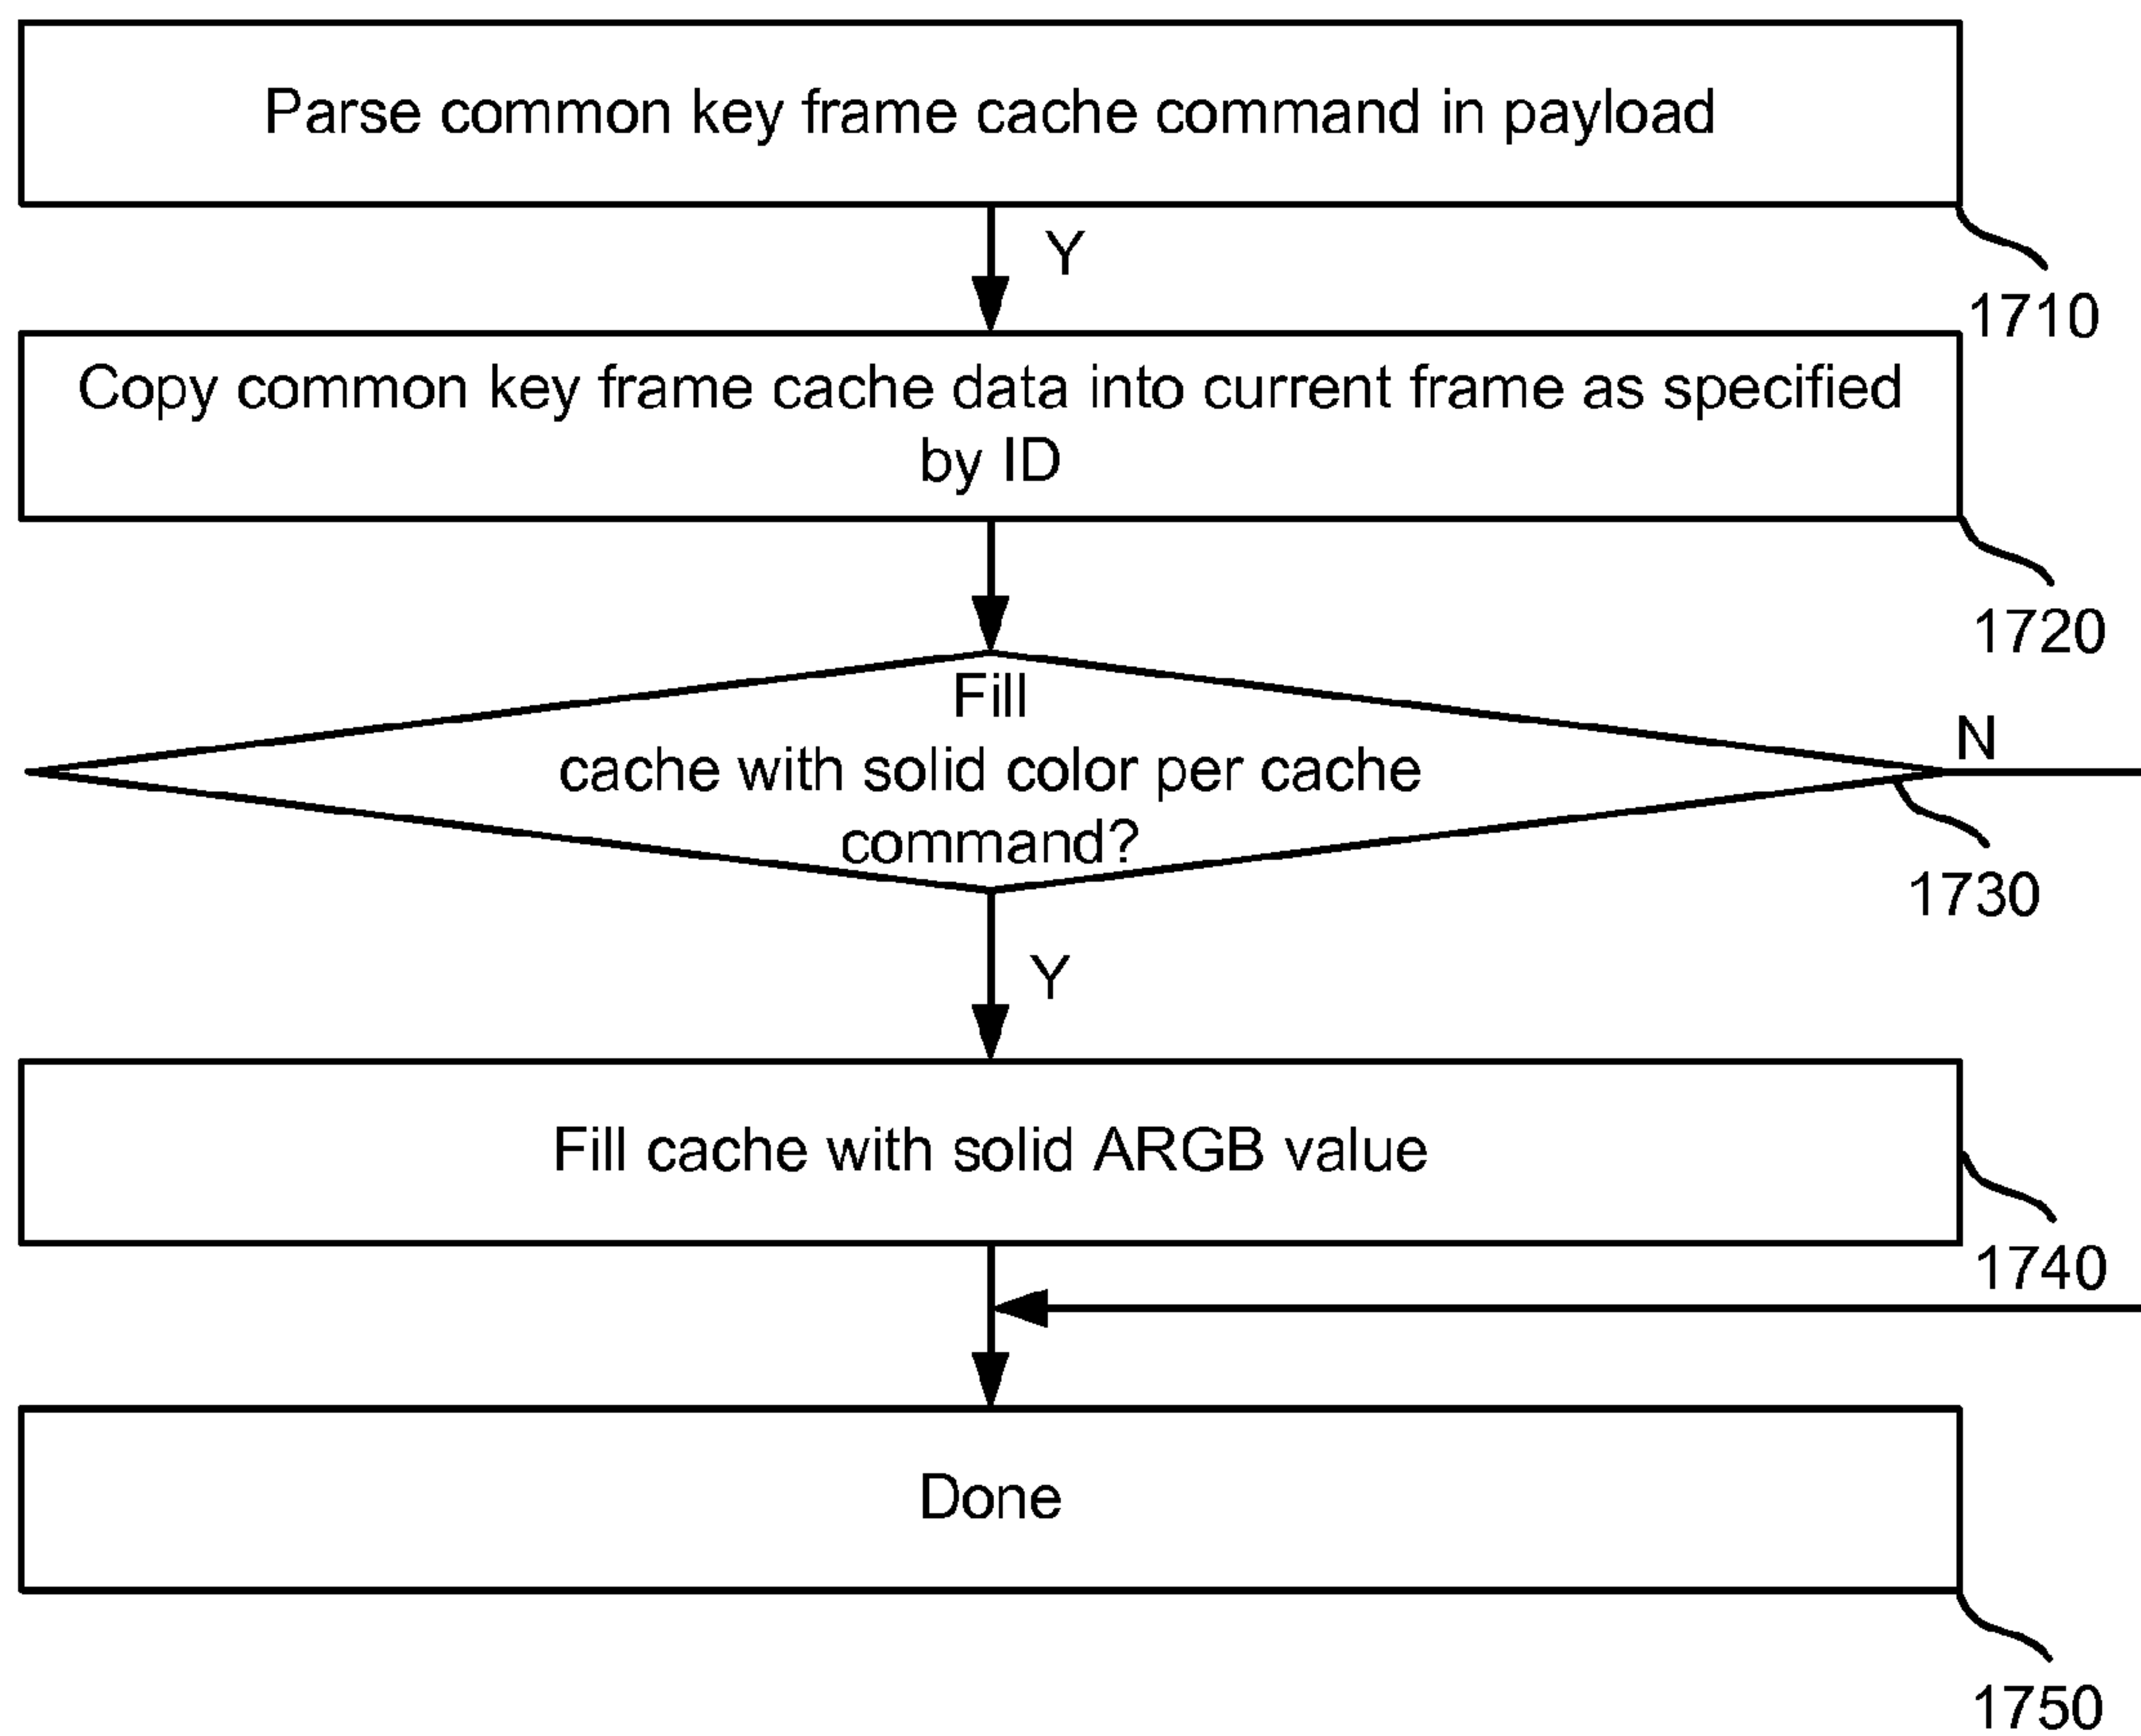 Parse common key frame cache command in payload
Y
1710
Copy common key frame cache data into current frame as specified
by ID
1720
Fill
cache with solid color per cache
command?
N
1730
Y
Fill cache with solid ARGB value
1740
Done
1750